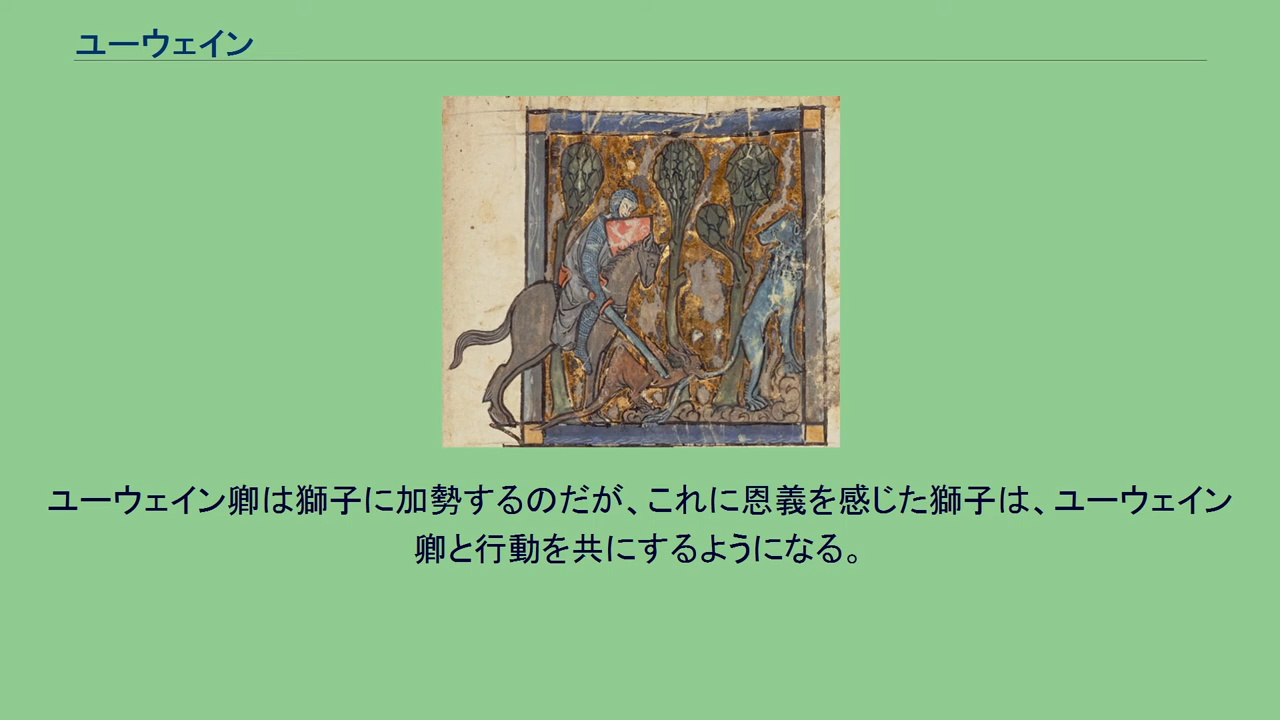 ユーウェイン
ユーウェイン卿は獅子に加勢するのだが、これに恩義を感じた獅子は、ユーウェイン
卿と行動を共にするようになる。